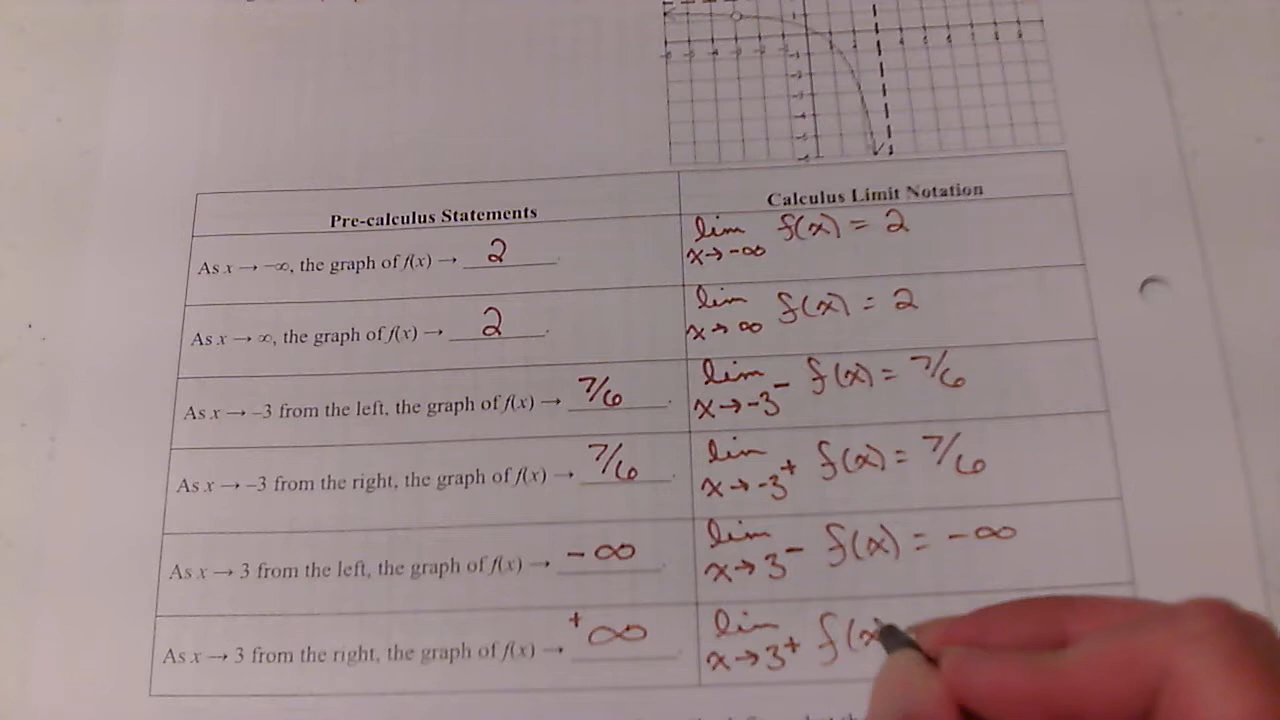 Pre-calculus Statements
Calculus Limit Notation
As x → −∞, the graph of f(x) → 2.
lim f(x) = 2
x→-∞
As x → ∞, the graph of f(x) → 2.
lim f(x) = 2
x→∞
As x → −3 from the left, the graph of f(x) → 7/6.
lim f(x) = 7/6
x→-3⁻
As x → −3 from the right, the graph of f(x) → 7/6.
lim f(x) = 7/6
x→-3⁺
As x → 3 from the left, the graph of f(x) → -∞.
lim f(x) = -∞
x→3⁻
As x → 3 from the right, the graph of f(x) → +∞.
lim f(x
x→3⁺